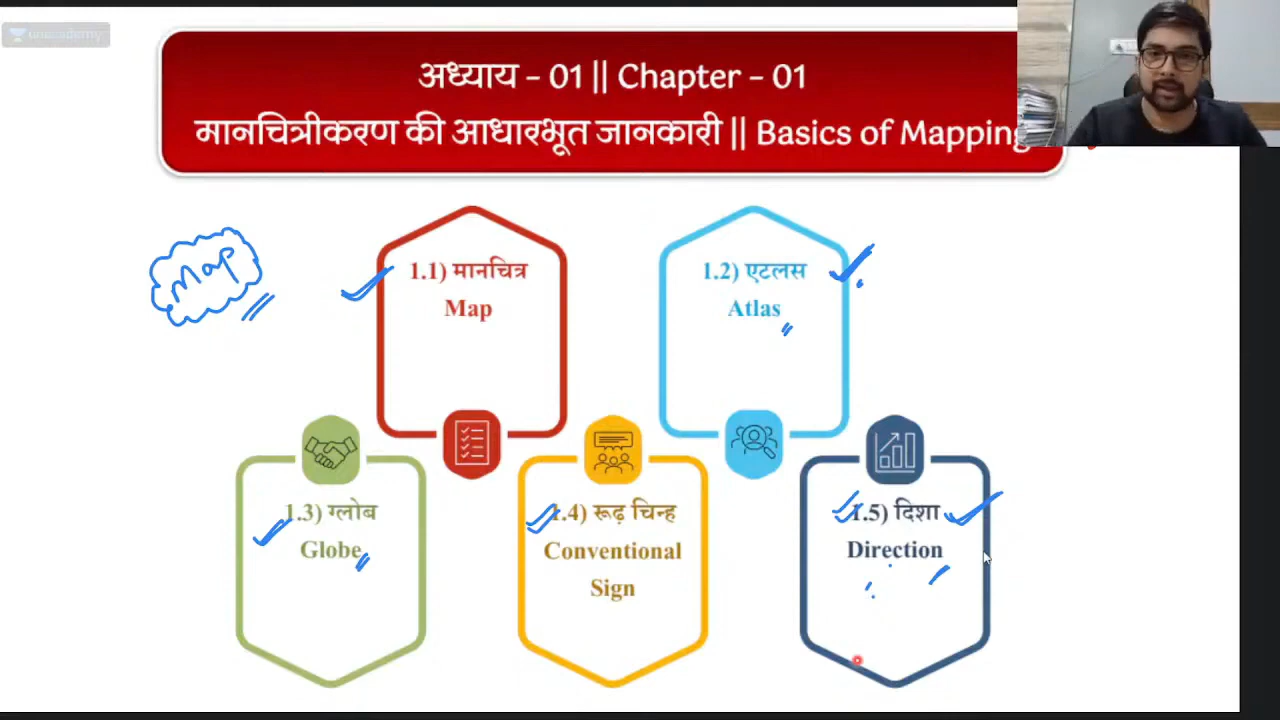 unacademy
अध्याय - 01 || Chapter - 01
मानचित्रीकरण की आधारभूत जानकारी || Basics of Mapping
Map
1.1) मानचित्र
Map
1.2) एटलस
Atlas
1.3) ग्लोब
Globe
1.4) रूढ़ चिन्ह
Conventional
Sign
1.5) दिशा
Direction